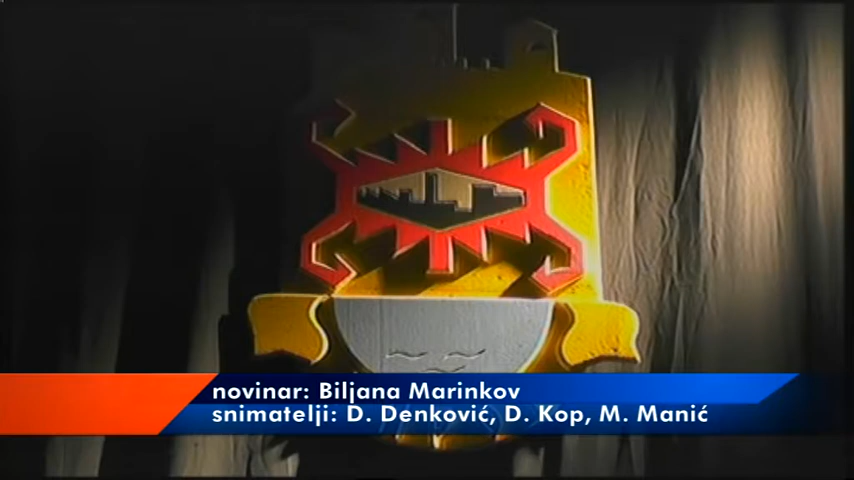 novinar: Biljana Marinkov
snimatelji: D. Denković, D. Kop, M. Manić